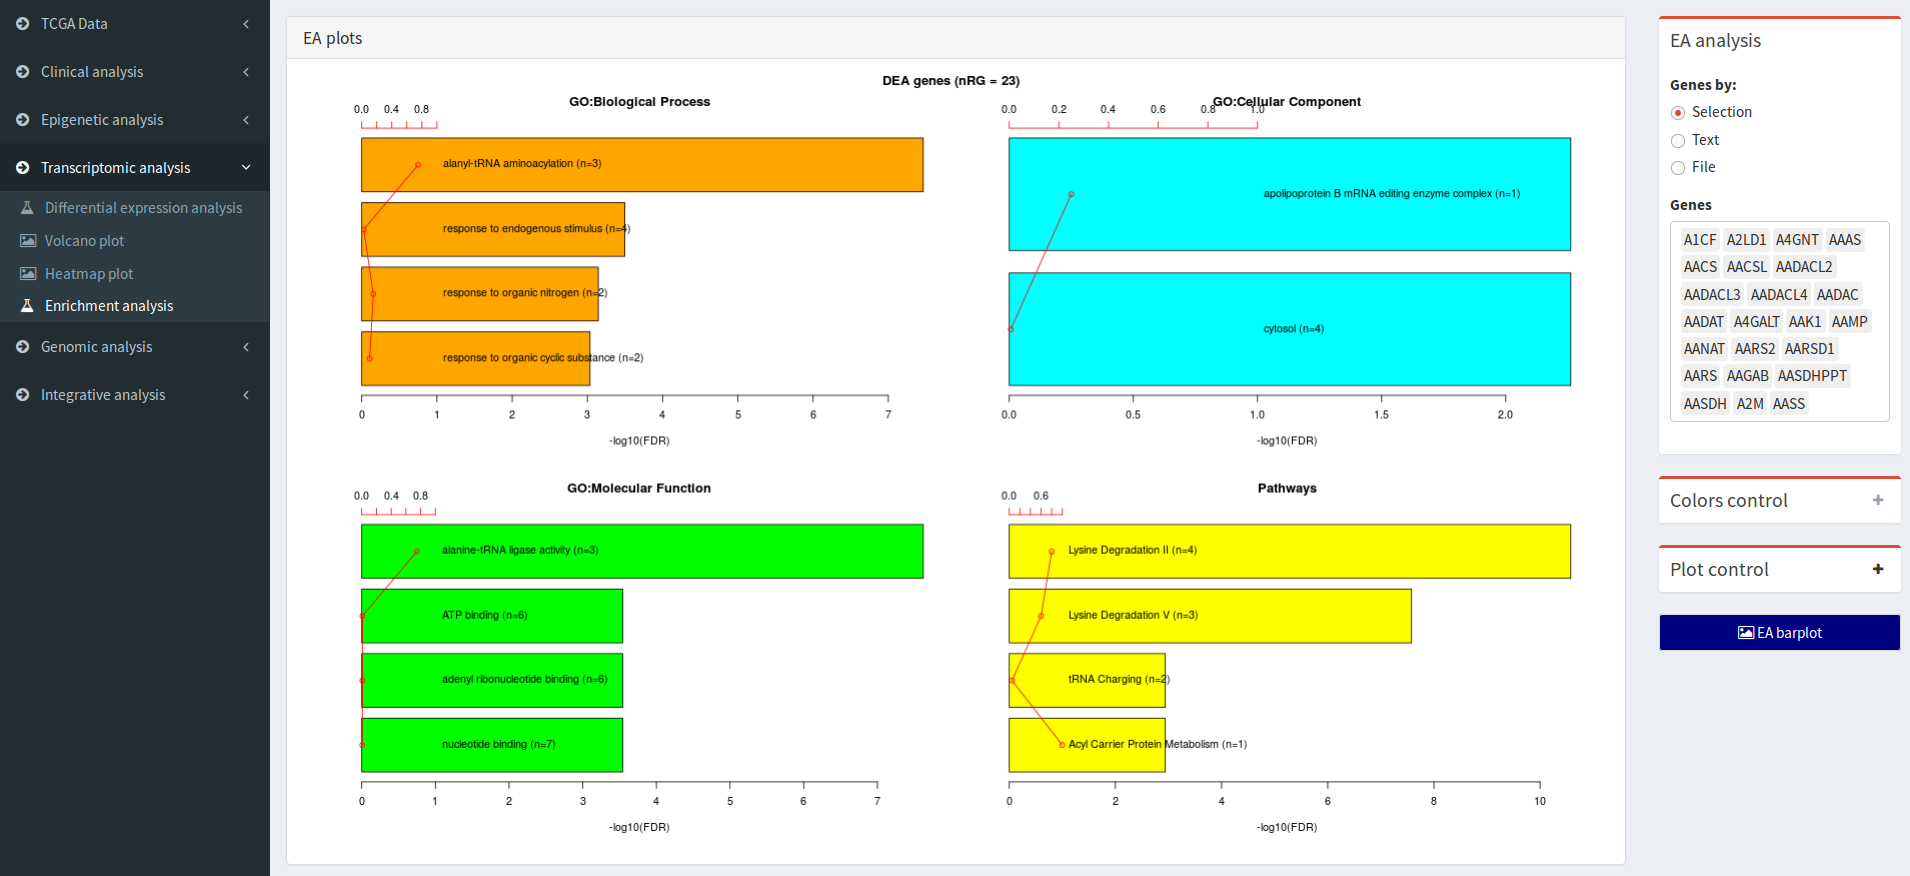 TCGA Data
Clinical analysis
Epigenetic analysis
Transcriptomic analysis
Differential expression analysis
Volcano plot
Heatmap plot
Enrichment analysis
Genomic analysis
Integrative analysis
EA plots
DEA genes (nRG = 23)
GO:Biological Process
0.0 0.4 0.8
alanyl-tRNA aminoacylation (n=3)
response to endogenous stimulus (n=4)
response to organic nitrogen (n=2)
response to organic cyclic substance (n=2)
0 1 2 3 4 5 6 7
-log10(FDR)
GO:Cellular Component
0.0 0.2 0.4 0.6 0.8 1.0
apolipoprotein B mRNA editing enzyme complex (n=1)
cytosol (n=4)
0.0 0.5 1.0 1.5 2.0
-log10(FDR)
GO:Molecular Function
0.0 0.4 0.8
alanine-tRNA ligase activity (n=3)
ATP binding (n=6)
adenyl ribonucleotide binding (n=6)
nucleotide binding (n=7)
0 1 2 3 4 5 6 7
-log10(FDR)
Pathways
0.0 0.6
Lysine Degradation II (n=4)
Lysine Degradation V (n=3)
tRNA Charging (n=2)
Acyl Carrier Protein Metabolism (n=1)
0 2 4 6 8 10
-log10(FDR)
EA analysis
Genes by:
Selection
Text
File
Genes
A1CF A2LD1 A4GNT AAAS
AACS AACSL AADACL2
AADACL3 AADACL4 AADAC
AADAT A4GALT AAK1 AAMP
AANAT AARS2 AARSD1
AARS AAGAB AASDHPPT
AASDH A2M AASS
Colors control
Plot control
EA barplot